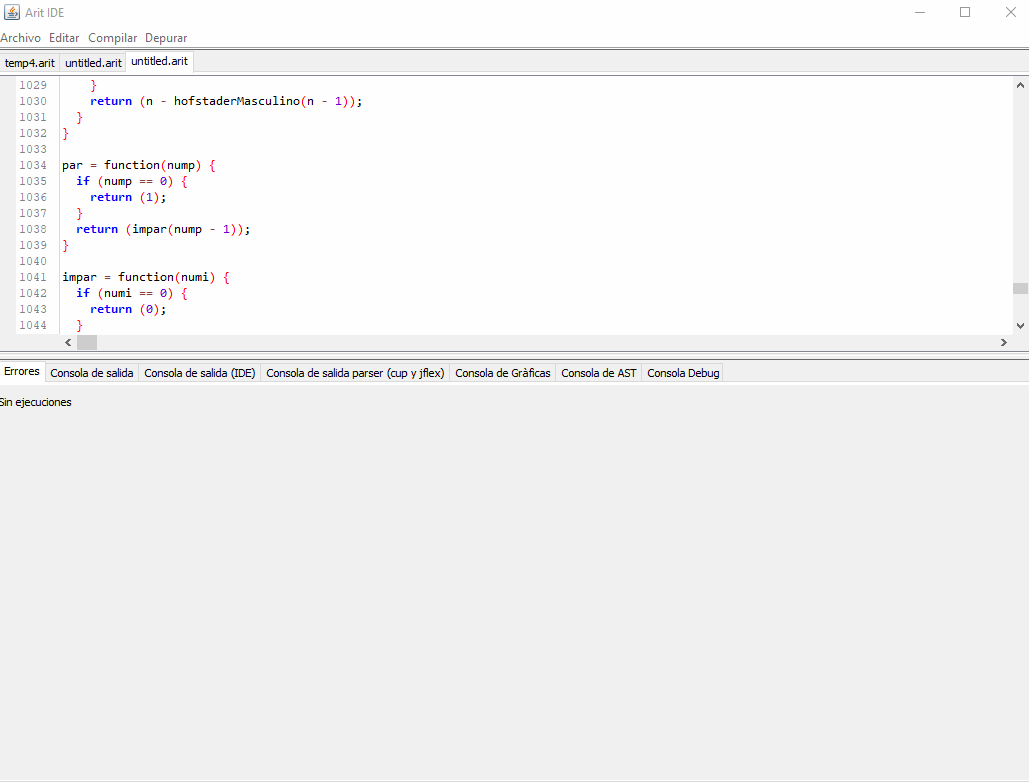 Arit IDE
Archivo Editar Compilar Depurar
temp4.arit untitled.arit untitled.arit
1029     }
1030     return (n - hofstaderMasculino(n - 1));
1031   }
1032 }
1033
1034 par = function(nump) {
1035   if (nump == 0) {
1036     return (1);
1037   }
1038   return (impar(nump - 1));
1039 }
1040
1041 impar = function(numi) {
1042   if (numi == 0) {
1043     return (0);
1044   }
Errores Consola de salida Consola de salida (IDE) Consola de salida parser (cup y jflex) Consola de Gràficas Consola de AST Consola Debug
Sin ejecuciones